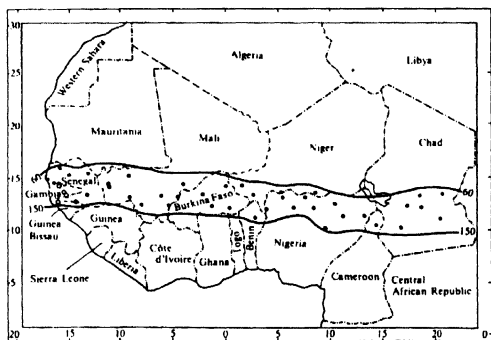 30
Algeria
Libya
Western Sahara
25
20
Mauritania
Mali
Niger
Chad
15
60
Senegal
60
Gambia
Burkina Faso
150
150
Guinea
Bissau
Guinea
10
Togo
Benin
Nigeria
Côte
d'Ivoire
Ghana
Sierra Leone
Liberia
Cameroon
Central
African Republic
5
20
15
10
5
0
5
10
15
20